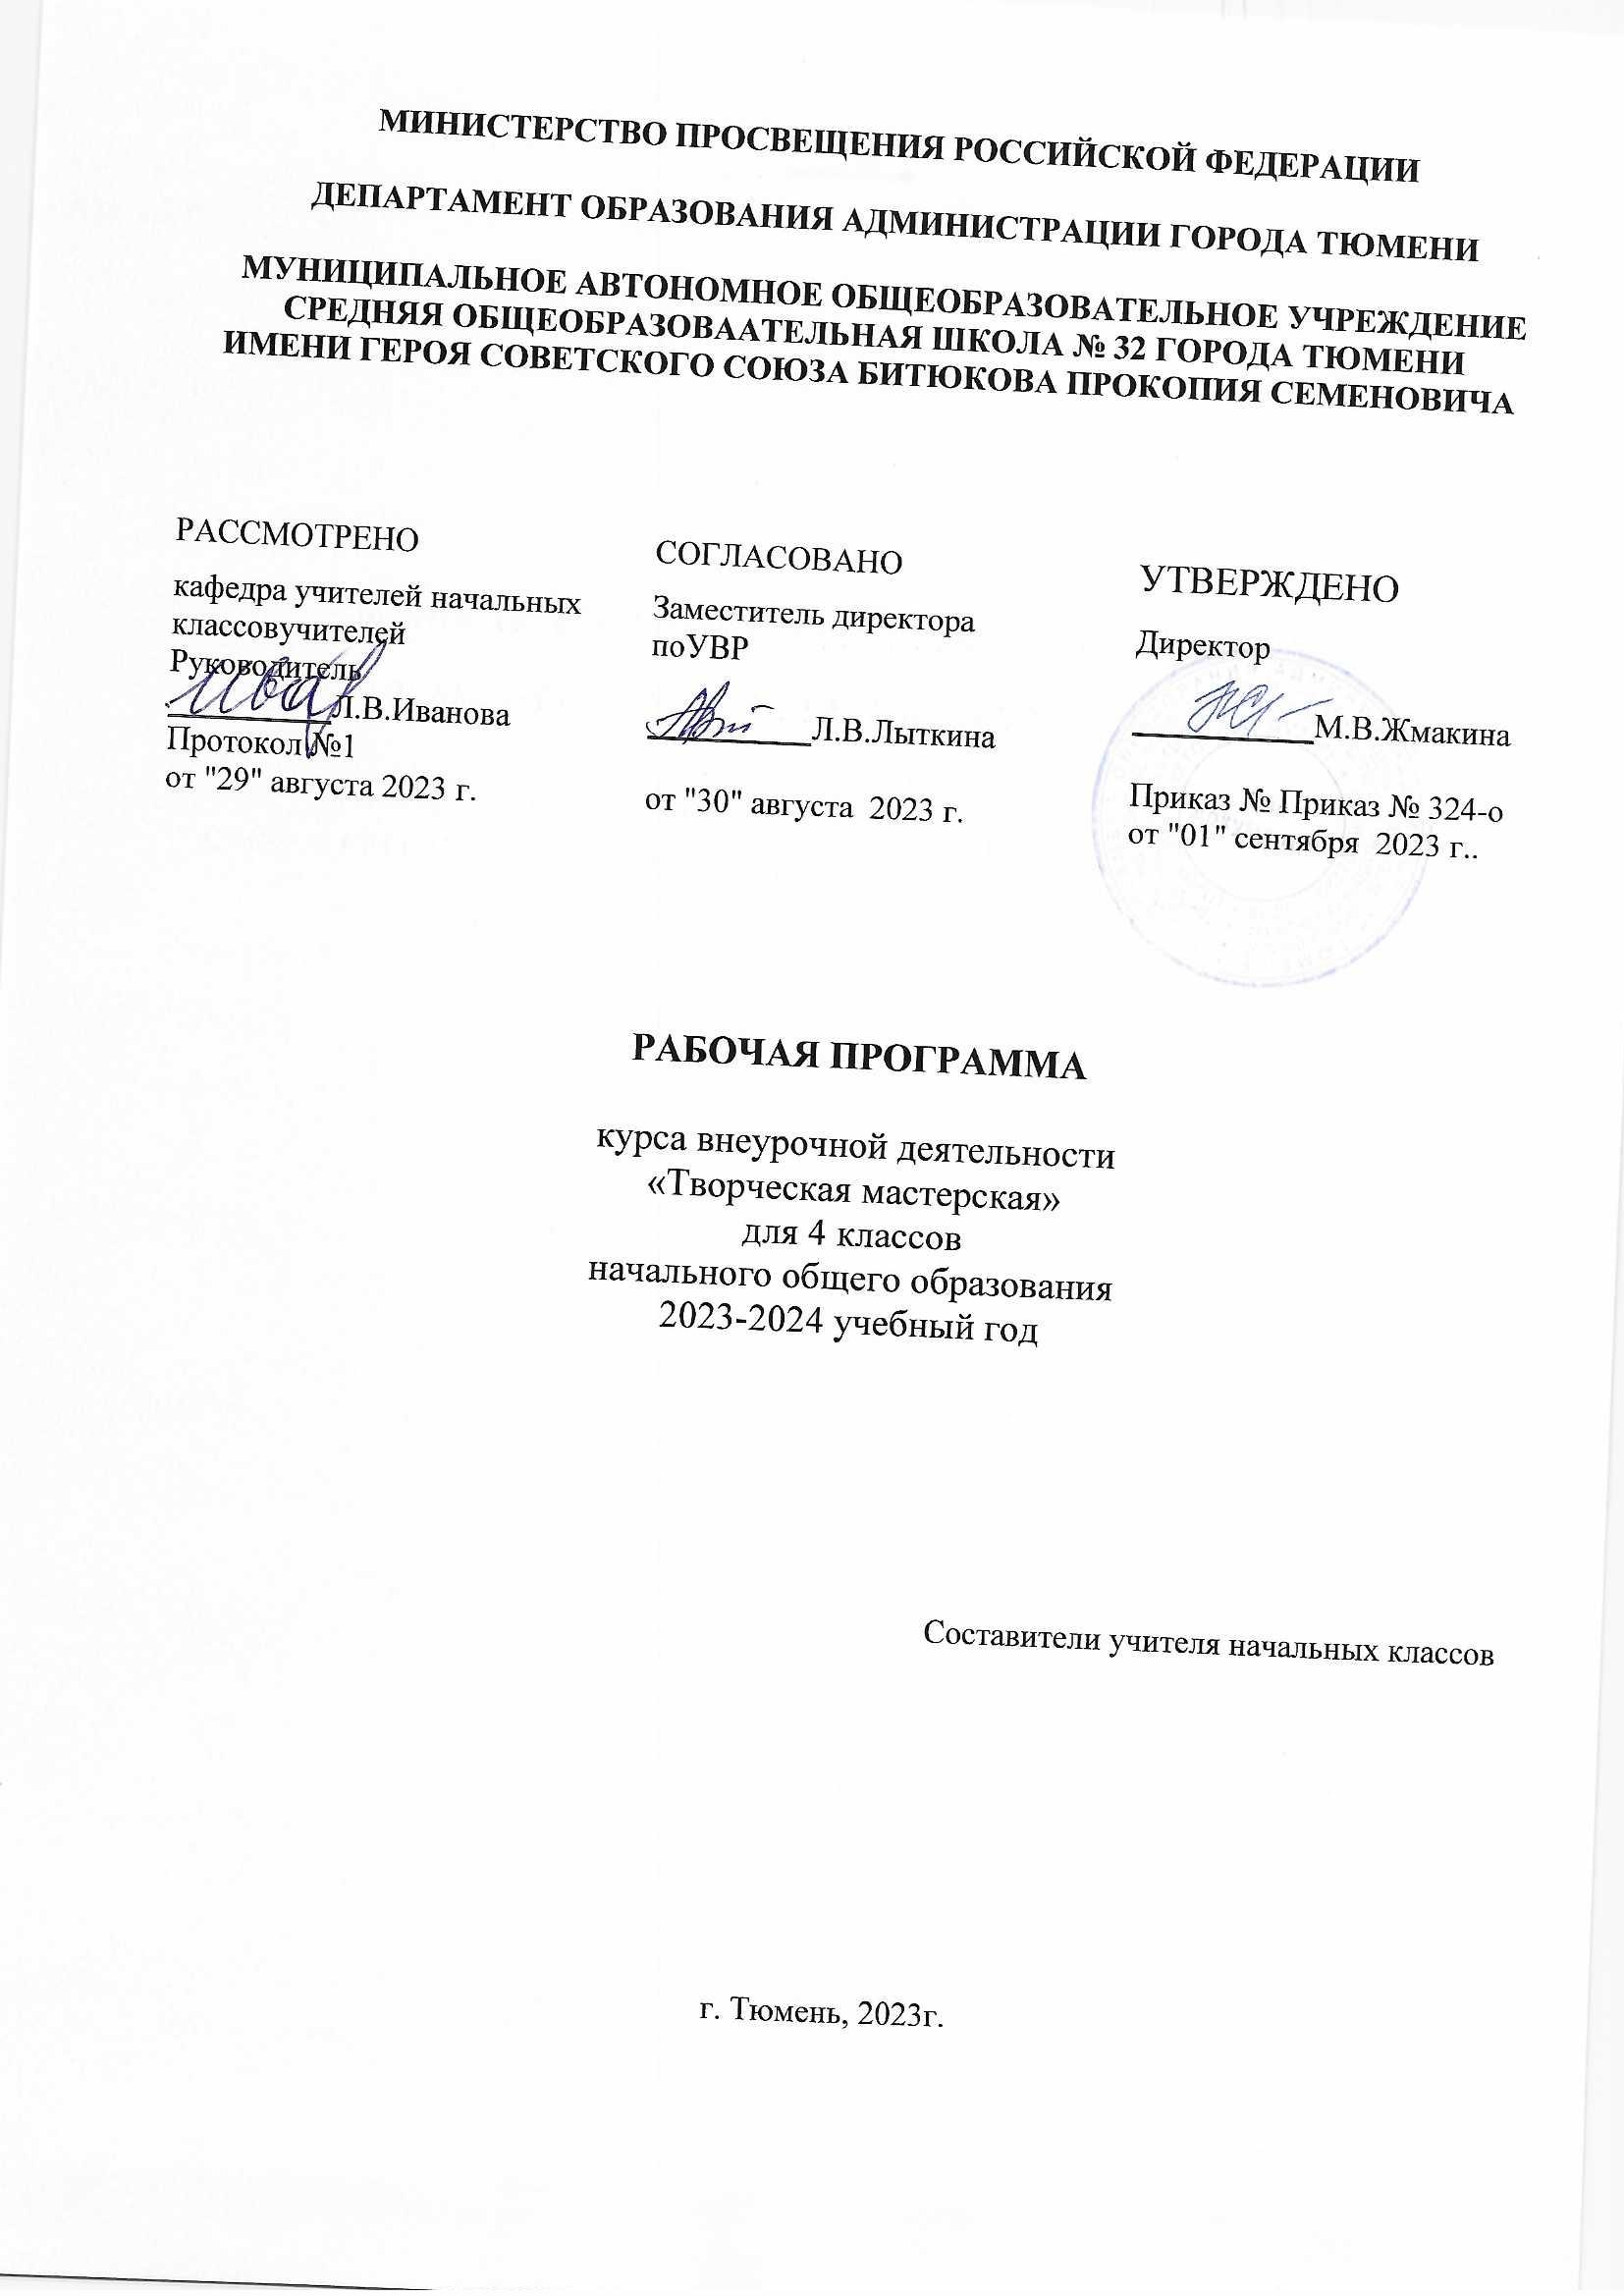 МИНИСТЕРСТВО ПРОСВЕЩЕНИЯ РОССИЙСКОЙ ФЕДЕРАЦИИ
ДЕПАРТАМЕНТ ОБРАЗОВАНИЯ АДМИНИСТРАЦИИ ГОРОДА ТЮМЕНИ
МУНИЦИПАЛЬНОЕ АВТОНОМНОЕ ОБЩЕОБРАЗОВАТЕЛЬНОЕ УЧРЕЖДЕНИЕ
СРЕДНЯЯ ОБЩЕОБРАЗОВААТЕЛЬНАЯ ШКОЛА № 32 ГОРОДА ТЮМЕНИ
ИМЕНИ ГЕРОЯ СОВЕТСКОГО СОЮЗА БИТЮКОВА ПРОКОПИЯ СЕМЕНОВИЧА
РАССМОТРЕНО
кафедра учителей начальных
классовучителей
Руководитель
Л.В.Иванова
Протокол №1
от "29" августа 2023 г.
СОГЛАСОВАНО
Заместитель директора
поУВР
Л.В.Лыткина
от "30" августа 2023 г.
УТВЕРЖДЕНО
Директор
М.В.Жмакина
Приказ № Приказ № 324-о
от "01" сентября 2023 г..
РАБОЧАЯ ПРОГРАММА
курса внеурочной деятельности
«Творческая мастерская»
для 4 классов
начального общего образования
2023-2024 учебный год
Составители учителя начальных классов
г. Тюмень, 2023г.